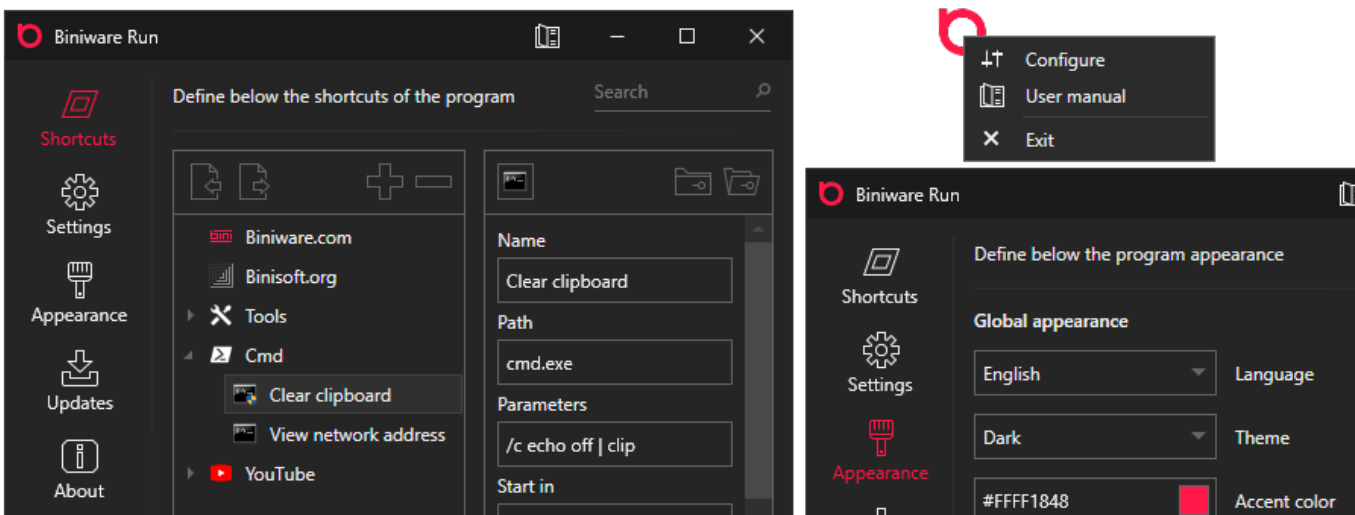 Biniware Run
Define below the shortcuts of the program
Search
Shortcuts
Settings
Appearance
Updates
About
bini Biniware.com
Binisoft.org
Tools
Cmd
Clear clipboard
View network address
YouTube
Name
Clear clipboard
Path
cmd.exe
Parameters
/c echo off | clip
Start in
Configure
User manual
Exit
Biniware Run
Define below the program appearance
Shortcuts
Settings
Appearance
Global appearance
English
Language
Dark
Theme
#FFFF1848
Accent color